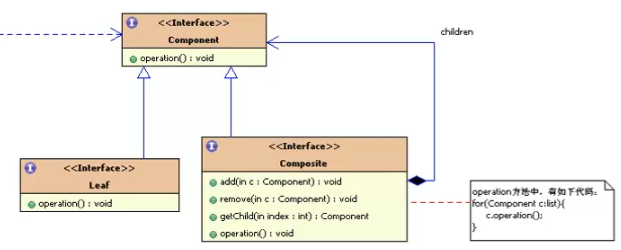 <<Interface>>
Component
operation() : void
children
<<Interface>>
Leaf
operation() : void
<<Interface>>
Composite
add(in c : Component) : void
remove(in c : Component) : void
getChild(in index : int) : Component
operation() : void
operation方法中，有如下代码：
for(Component c:list){
c.operation();
}